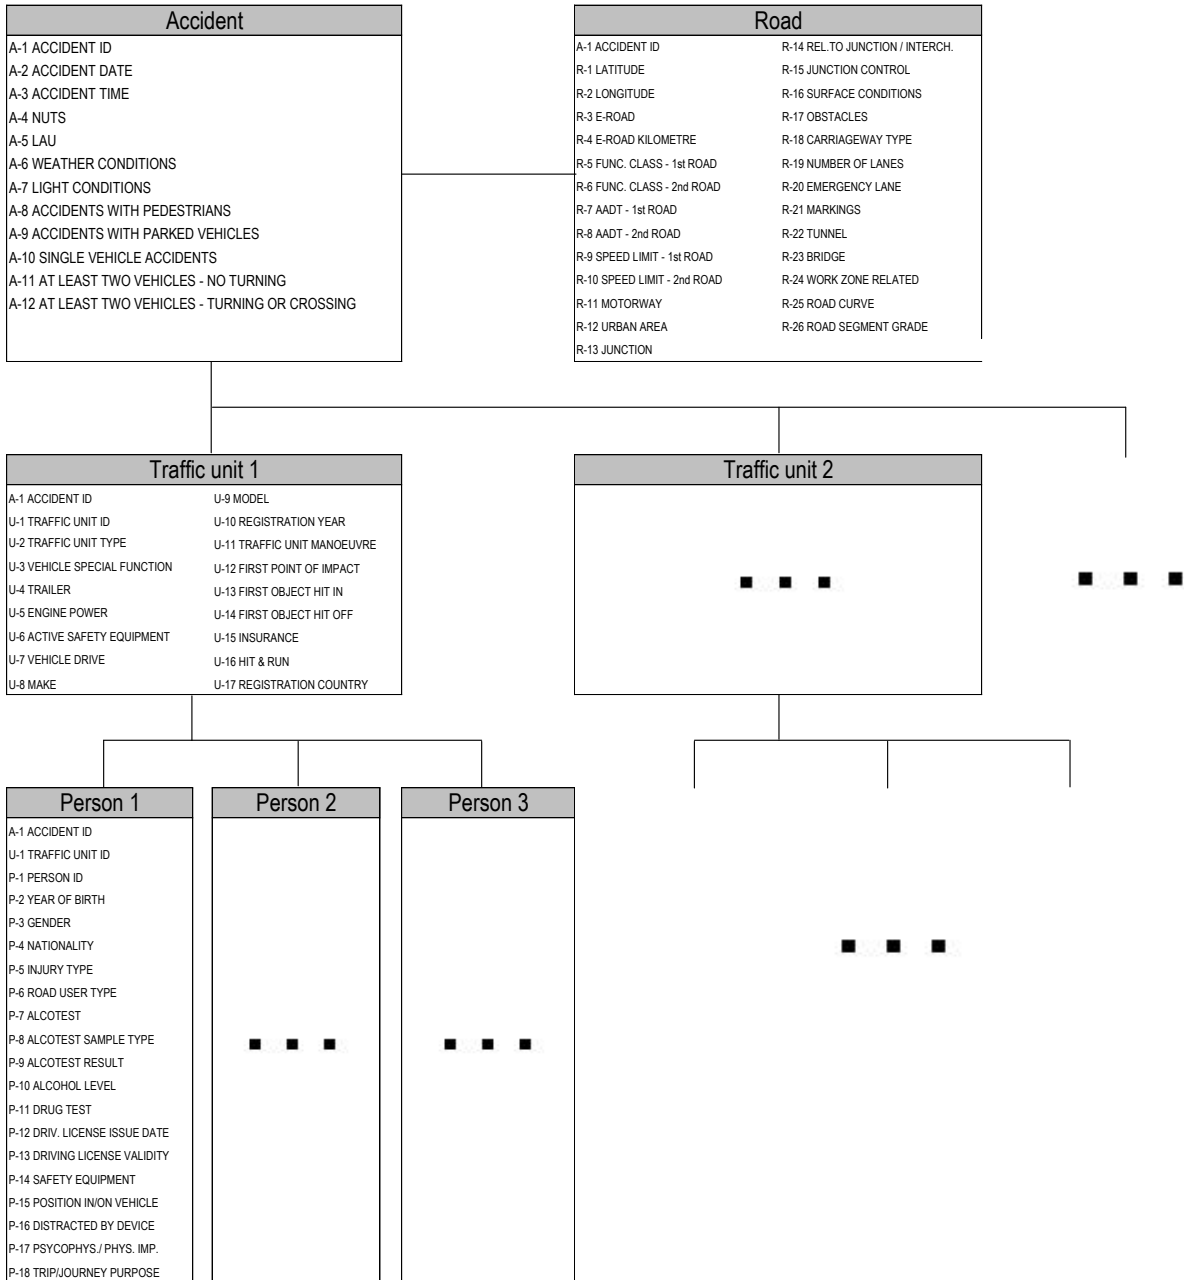 Accident
A-1 ACCIDENT ID
A-2 ACCIDENT DATE
A-3 ACCIDENT TIME
A-4 NUTS
A-5 LAU
A-6 WEATHER CONDITIONS
A-7 LIGHT CONDITIONS
A-8 ACCIDENTS WITH PEDESTRIANS
A-9 ACCIDENTS WITH PARKED VEHICLES
A-10 SINGLE VEHICLE ACCIDENTS
A-11 AT LEAST TWO VEHICLES - NO TURNING
A-12 AT LEAST TWO VEHICLES - TURNING OR CROSSING
Road
A-1 ACCIDENT ID
R-1 LATITUDE
R-2 LONGITUDE
R-3 E-ROAD
R-4 E-ROAD KILOMETRE
R-5 FUNC. CLASS - 1st ROAD
R-6 FUNC. CLASS - 2nd ROAD
R-7 AADT - 1st ROAD
R-8 AADT - 2nd ROAD
R-9 SPEED LIMIT - 1st ROAD
R-10 SPEED LIMIT - 2nd ROAD
R-11 MOTORWAY
R-12 URBAN AREA
R-13 JUNCTION
R-14 REL.TO JUNCTION / INTERCH.
R-15 JUNCTION CONTROL
R-16 SURFACE CONDITIONS
R-17 OBSTACLES
R-18 CARRIAGEWAY TYPE
R-19 NUMBER OF LANES
R-20 EMERGENCY LANE
R-21 MARKINGS
R-22 TUNNEL
R-23 BRIDGE
R-24 WORK ZONE RELATED
R-25 ROAD CURVE
R-26 ROAD SEGMENT GRADE
Traffic unit 1
A-1 ACCIDENT ID
U-1 TRAFFIC UNIT ID
U-2 TRAFFIC UNIT TYPE
U-3 VEHICLE SPECIAL FUNCTION
U-4 TRAILER
U-5 ENGINE POWER
U-6 ACTIVE SAFETY EQUIPMENT
U-7 VEHICLE DRIVE
U-8 MAKE
U-9 MODEL
U-10 REGISTRATION YEAR
U-11 TRAFFIC UNIT MANOEUVRE
U-12 FIRST POINT OF IMPACT
U-13 FIRST OBJECT HIT IN
U-14 FIRST OBJECT HIT OFF
U-15 INSURANCE
U-16 HIT & RUN
U-17 REGISTRATION COUNTRY
Traffic unit 2
Person 1
A-1 ACCIDENT ID
U-1 TRAFFIC UNIT ID
P-1 PERSON ID
P-2 YEAR OF BIRTH
P-3 GENDER
P-4 NATIONALITY
P-5 INJURY TYPE
P-6 ROAD USER TYPE
P-7 ALCOTEST
P-8 ALCOTEST SAMPLE TYPE
P-9 ALCOTEST RESULT
P-10 ALCOHOL LEVEL
P-11 DRUG TEST
P-12 DRIV. LICENSE ISSUE DATE
P-13 DRIVING LICENSE VALIDITY
P-14 SAFETY EQUIPMENT
P-15 POSITION IN/ON VEHICLE
P-16 DISTRACTED BY DEVICE
P-17 PSYCOPHYS./ PHYS. IMP.
P-18 TRIP/JOURNEY PURPOSE
Person 2
Person 3